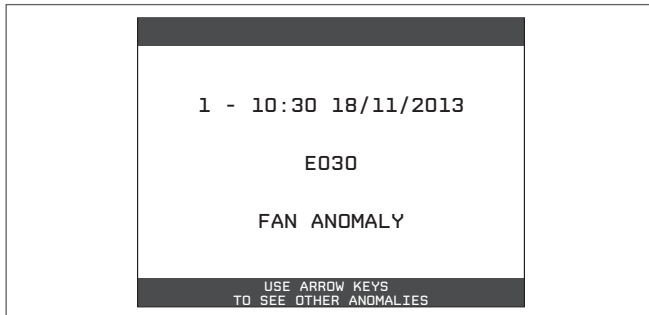 1 - 10:30 18/11/2013
E030
FAN ANOMALY
USE ARROW KEYS
TO SEE OTHER ANOMALIES